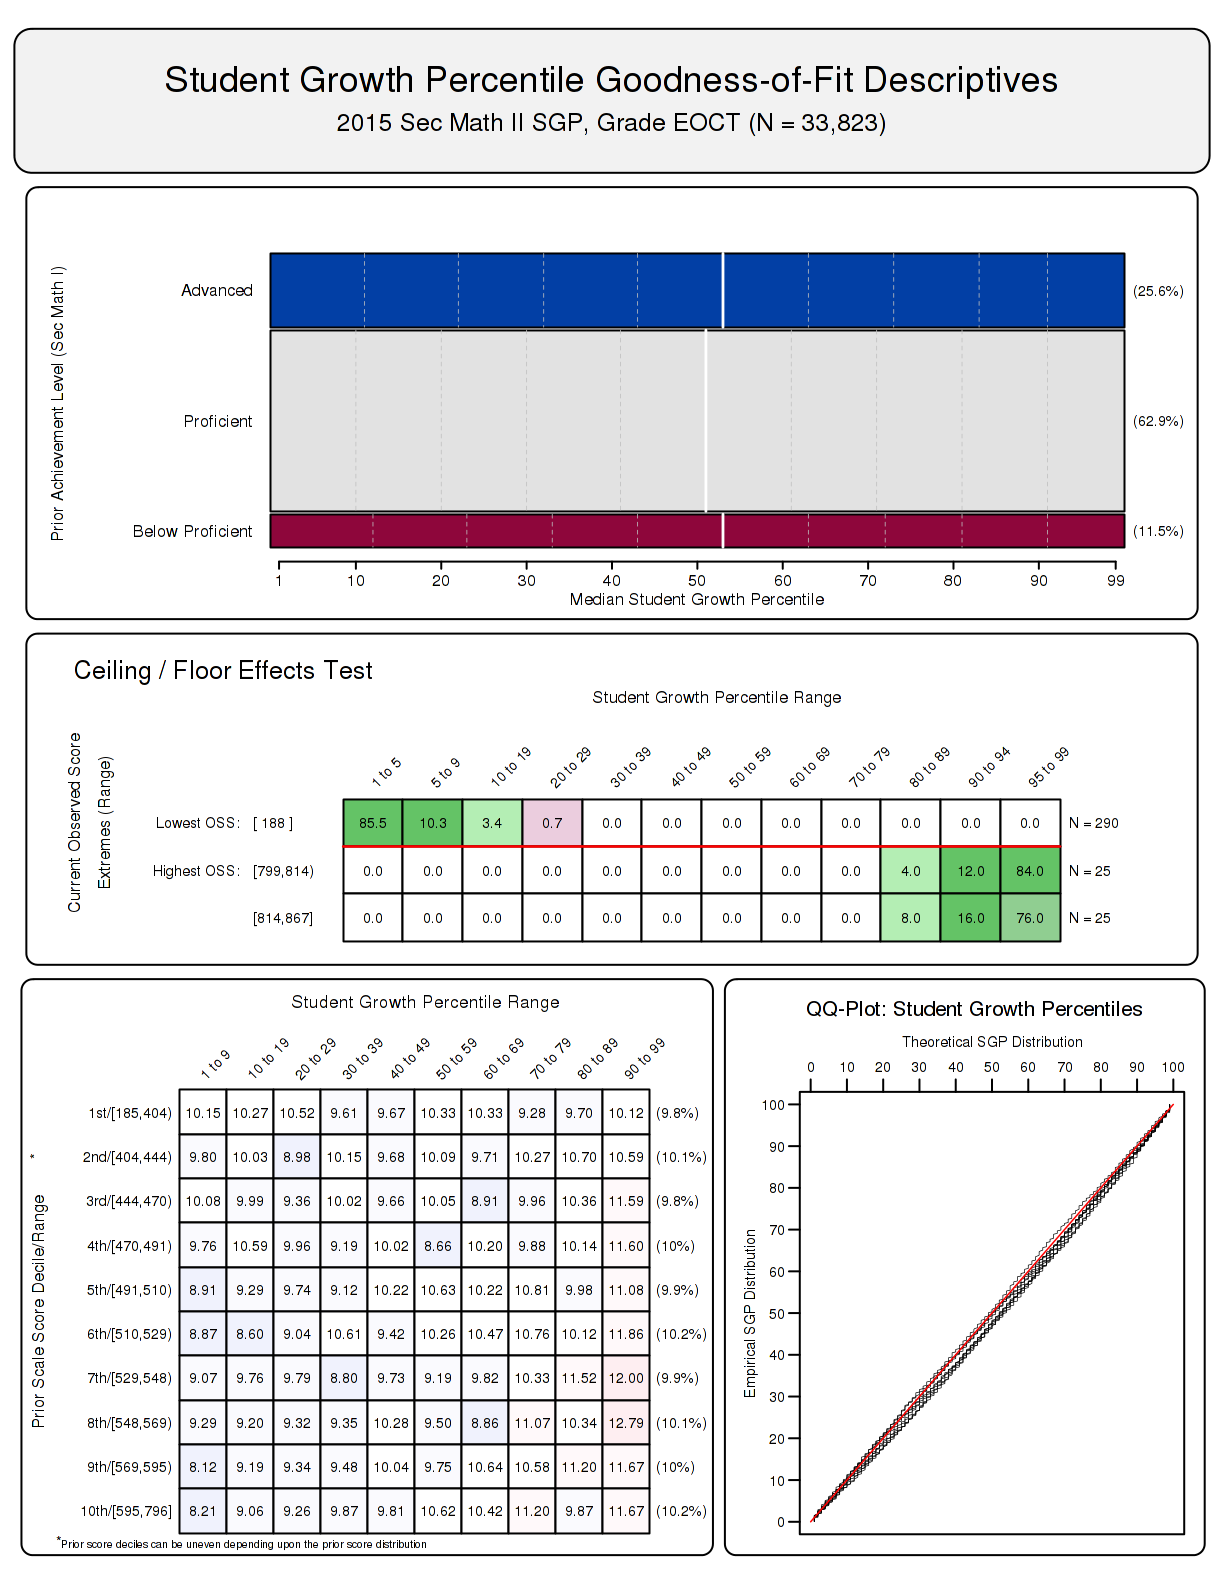 Student Growth Percentile Goodness-of-Fit Descriptives
2015 Sec Math II SGP, Grade EOCT (N = 33,823)
Prior Achievement Level (Sec Math I)
Advanced (25.6%)
Proficient (62.9%)
Below Proficient (11.5%)
1 10 20 30 40 50 60 70 80 90 99
Median Student Growth Percentile
Ceiling / Floor Effects Test
Student Growth Percentile Range
Current Observed Score
Extremes (Range)
1 to 5 5 to 9 10 to 19 20 to 29 30 to 39 40 to 49 50 to 59 60 to 69 70 to 79 80 to 89 90 to 94 95 to 99
Lowest OSS: [ 188 ] 85.5 10.3 3.4 0.7 0.0 0.0 0.0 0.0 0.0 0.0 0.0 0.0 N = 290
Highest OSS: [799,814) 0.0 0.0 0.0 0.0 0.0 0.0 0.0 0.0 0.0 4.0 12.0 84.0 N = 25
[814,867] 0.0 0.0 0.0 0.0 0.0 0.0 0.0 0.0 0.0 8.0 16.0 76.0 N = 25
Student Growth Percentile Range
1 to 9 10 to 19 20 to 29 30 to 39 40 to 49 50 to 59 60 to 69 70 to 79 80 to 89 90 to 99
Prior Scale Score Decile/Range *
1st/[185,404) 10.15 10.27 10.52 9.61 9.67 10.33 10.33 9.28 9.70 10.12 (9.8%)
2nd/[404,444) 9.80 10.03 8.98 10.15 9.68 10.09 9.71 10.27 10.70 10.59 (10.1%)
3rd/[444,470) 10.08 9.99 9.36 10.02 9.66 10.05 8.91 9.96 10.36 11.59 (9.8%)
4th/[470,491) 9.76 10.59 9.96 9.19 10.02 8.66 10.20 9.88 10.14 11.60 (10%)
5th/[491,510) 8.91 9.29 9.74 9.12 10.22 10.63 10.22 10.81 9.98 11.08 (9.9%)
6th/[510,529) 8.87 8.60 9.04 10.61 9.42 10.26 10.47 10.76 10.12 11.86 (10.2%)
7th/[529,548) 9.07 9.76 9.79 8.80 9.73 9.19 9.82 10.33 11.52 12.00 (9.9%)
8th/[548,569) 9.29 9.20 9.32 9.35 10.28 9.50 8.86 11.07 10.34 12.79 (10.1%)
9th/[569,595) 8.12 9.19 9.34 9.48 10.04 9.75 10.64 10.58 11.20 11.67 (10%)
10th/[595,796] 8.21 9.06 9.26 9.87 9.81 10.62 10.42 11.20 9.87 11.67 (10.2%)
*Prior score deciles can be uneven depending upon the prior score distribution
QQ-Plot: Student Growth Percentiles
Theoretical SGP Distribution
0 10 20 30 40 50 60 70 80 90 100
Empirical SGP Distribution
100
90
80
70
60
50
40
30
20
10
0